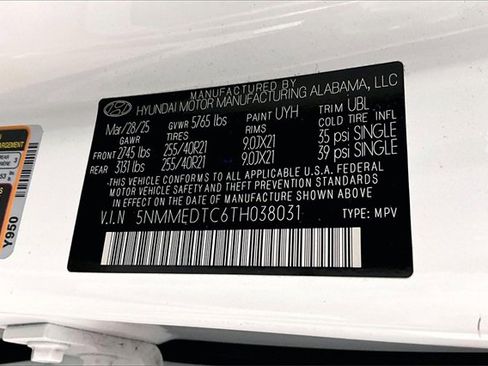 MANUFACTURED BY
HYUNDAI MOTOR MANUFACTURING ALABAMA, LLC
Mar/28/25 GVWR 5765 lbs PAINT UYH TRIM UBL
GAWR TIRES RIMS COLD TIRE INFL
FRONT 2745 lbs 255/40R21 9.0JX21 35 psi SINGLE
REAR 3131 lbs 255/40R21 9.0JX21 39 psi SINGLE
THIS VEHICLE CONFORMS TO ALL APPLICABLE U.S.A. FEDERAL
MOTOR VEHICLE SAFETY, BUMPER, AND THEFT PREVENTION
STANDARDS IN EFFECT ON THE DATE OF MANUFACTURE SHOWN ABOVE.
V.I.N 5NMMEDTC6TH038031 TYPE: MPV
REAR
3
Y950